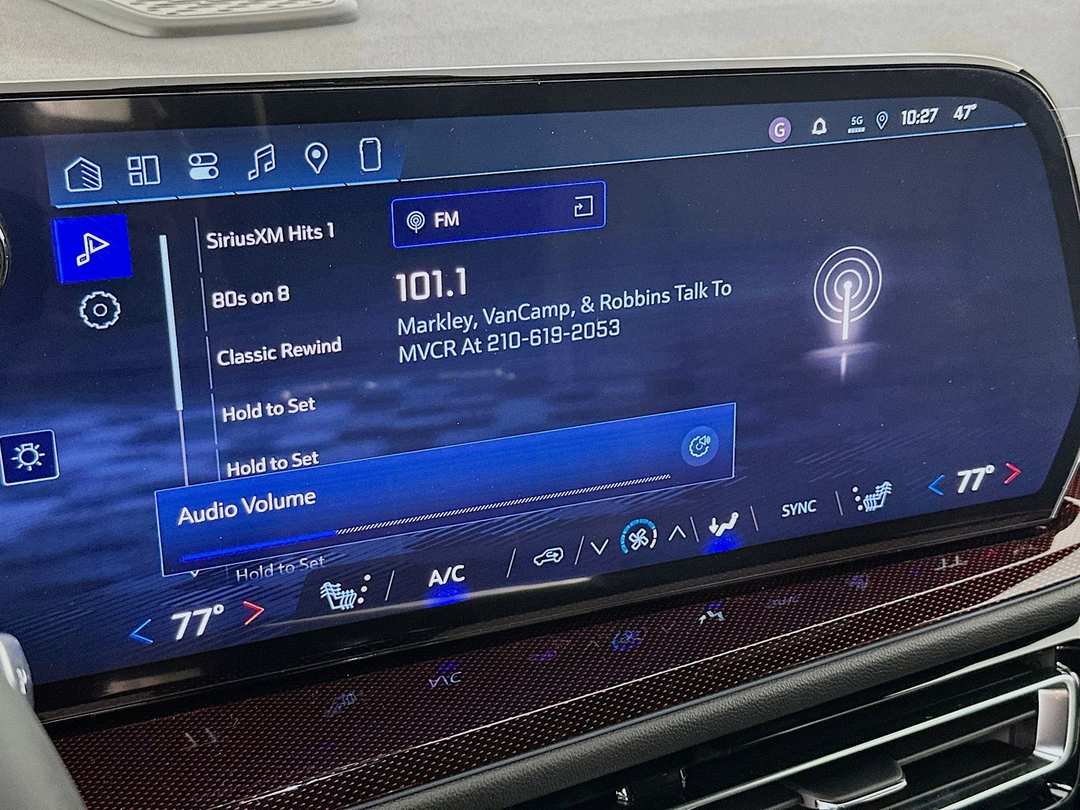 G 5G 10:27 47°
FM
SiriusXM Hits 1
80s on 8
Classic Rewind
Hold to Set
Hold to Set
101.1
Markley, VanCamp, & Robbins Talk To
MVCR At 210-619-2053
Audio Volume
Hold to Set
77° A/C SYNC 77°